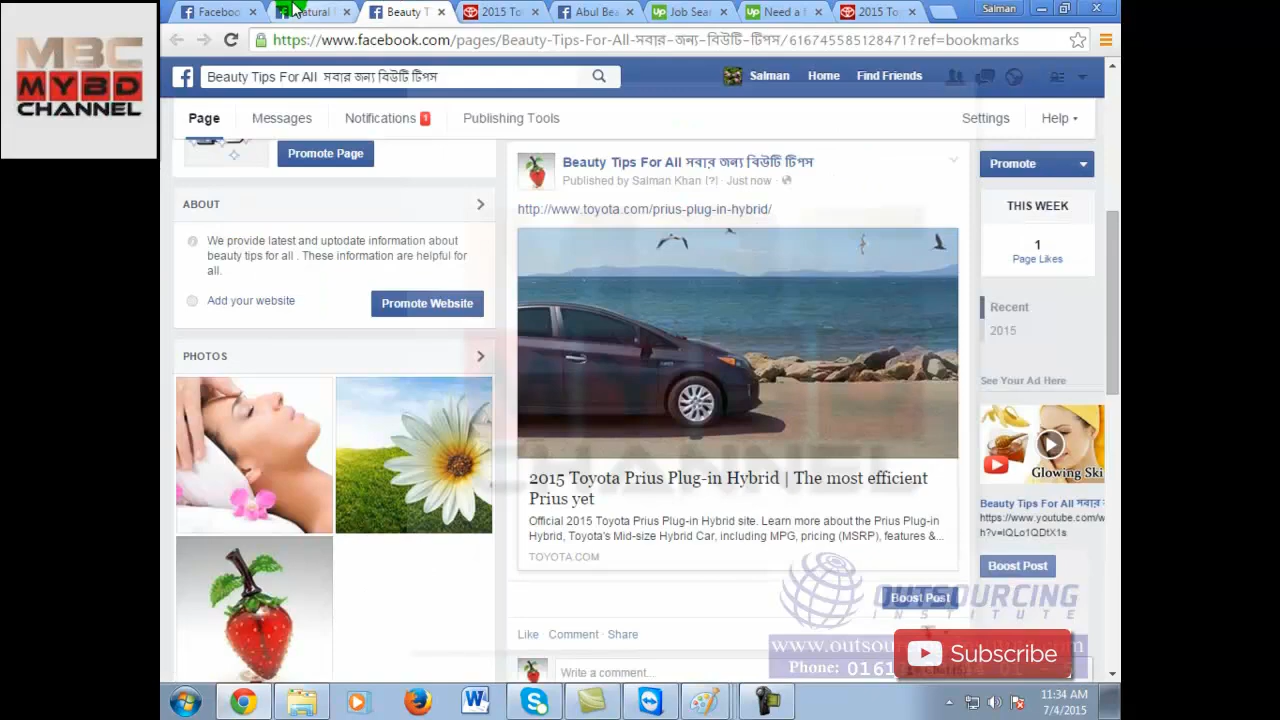 MBC
MYBD
CHANNEL
Facebook
Natural
Beauty T
2015 To
Abul Be
Job Sear
Need a
2015 To
Salman
https://www.facebook.com/pages/Beauty-Tips-For-All-সবার-জন্য-বিউটি-টিপস/616745585128471?ref=bookmarks
Beauty Tips For All সবার জন্য বিউটি টিপস
Salman Home Find Friends
Page Messages Notifications 1 Publishing Tools Settings Help
Promote Page
Beauty Tips For All সবার জন্য বিউটি টিপস
Published by Salman Khan [?] · Just now ·
Promote
ABOUT
http://www.toyota.com/prius-plug-in-hybrid/
THIS WEEK
We provide latest and uptodate information about
beauty tips for all . These information are helpful for
all.
1
Page Likes
Add your website
Promote Website
Recent
2015
PHOTOS
See Your Ad Here
Glowing Ski
CHANNEL
2015 Toyota Prius Plug-in Hybrid | The most efficient
Prius yet
Official 2015 Toyota Prius Plug-in Hybrid site. Learn more about the Prius Plug-in
Hybrid, Toyota's Mid-size Hybrid Car, including MPG, pricing (MSRP), features &...
TOYOTA.COM
Beauty Tips For All সবার
https://www.youtube.com/w
h?v=IQLo1QDtX1s
Boost Post
Boost Post
OUTSOURCING
INSTITUTE
Like Comment · Share
www.outsou
Phone: 0161
Subscribe
Write a comment...
11:34 AM
7/4/2015